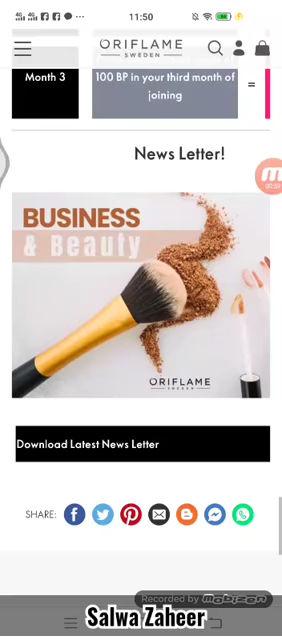 11:50
ORIFLAME
SWEDEN
Month 3
100 BP in your third month of
joining
=
News Letter!
BUSINESS
& Beauty
ORIFLAME
SWEDEN
Download Latest News Letter
SHARE:
Recorded by mobizen
Salwa Zaheer